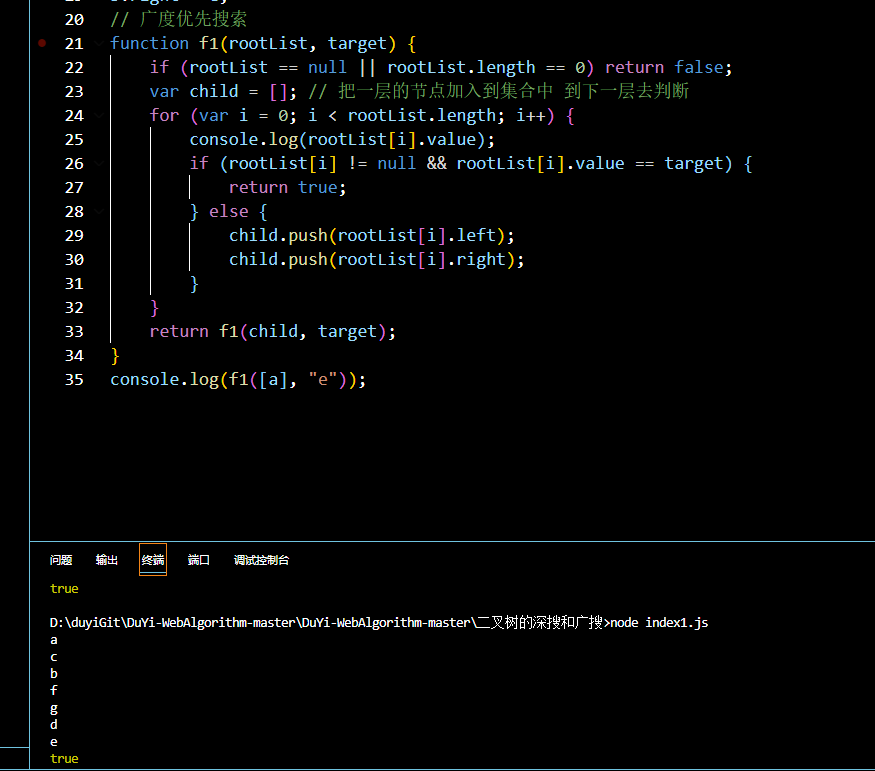 20 // 广度优先搜索
21 function f1(rootList, target) {
22 if (rootList == null || rootList.length == 0) return false;
23 var child = []; // 把一层的节点加入到集合中 到下一层去判断
24 for (var i = 0; i < rootList.length; i++) {
25 console.log(rootList[i].value);
26 if (rootList[i] != null && rootList[i].value == target) {
27 return true;
28 } else {
29 child.push(rootList[i].left);
30 child.push(rootList[i].right);
31 }
32 }
33 return f1(child, target);
34 }
35 console.log(f1([a], "e"));
问题 输出 终端 端口 调试控制台
true
D:\duyiGit\DuYi-WebAlgorithm-master\DuYi-WebAlgorithm-master\二叉树的深搜和广搜>node index1.js
a
c
b
f
g
d
e
true